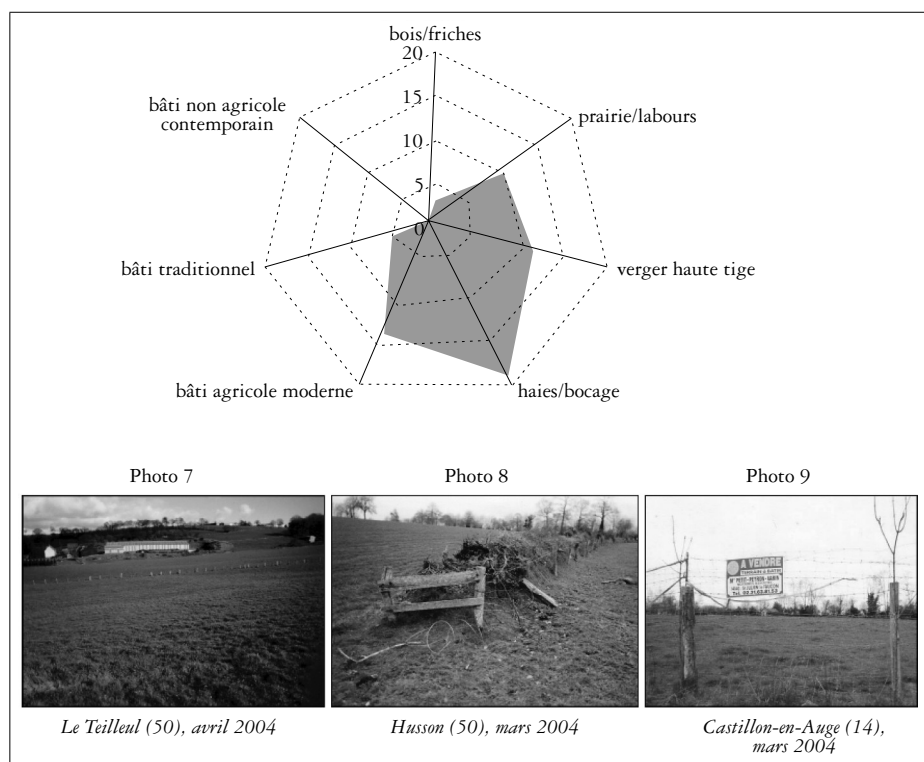 bois/friches
20
15
10
5
0
bâti non agricole
contemporain
prairie/labours
bâti traditionnel
verger haute tige
bâti agricole moderne
haies/bocage
Photo 7
Photo 8
Photo 9
A VENDRE
Le Teilleul (50), avril 2004
Husson (50), mars 2004
Castillon-en-Auge (14),
mars 2004